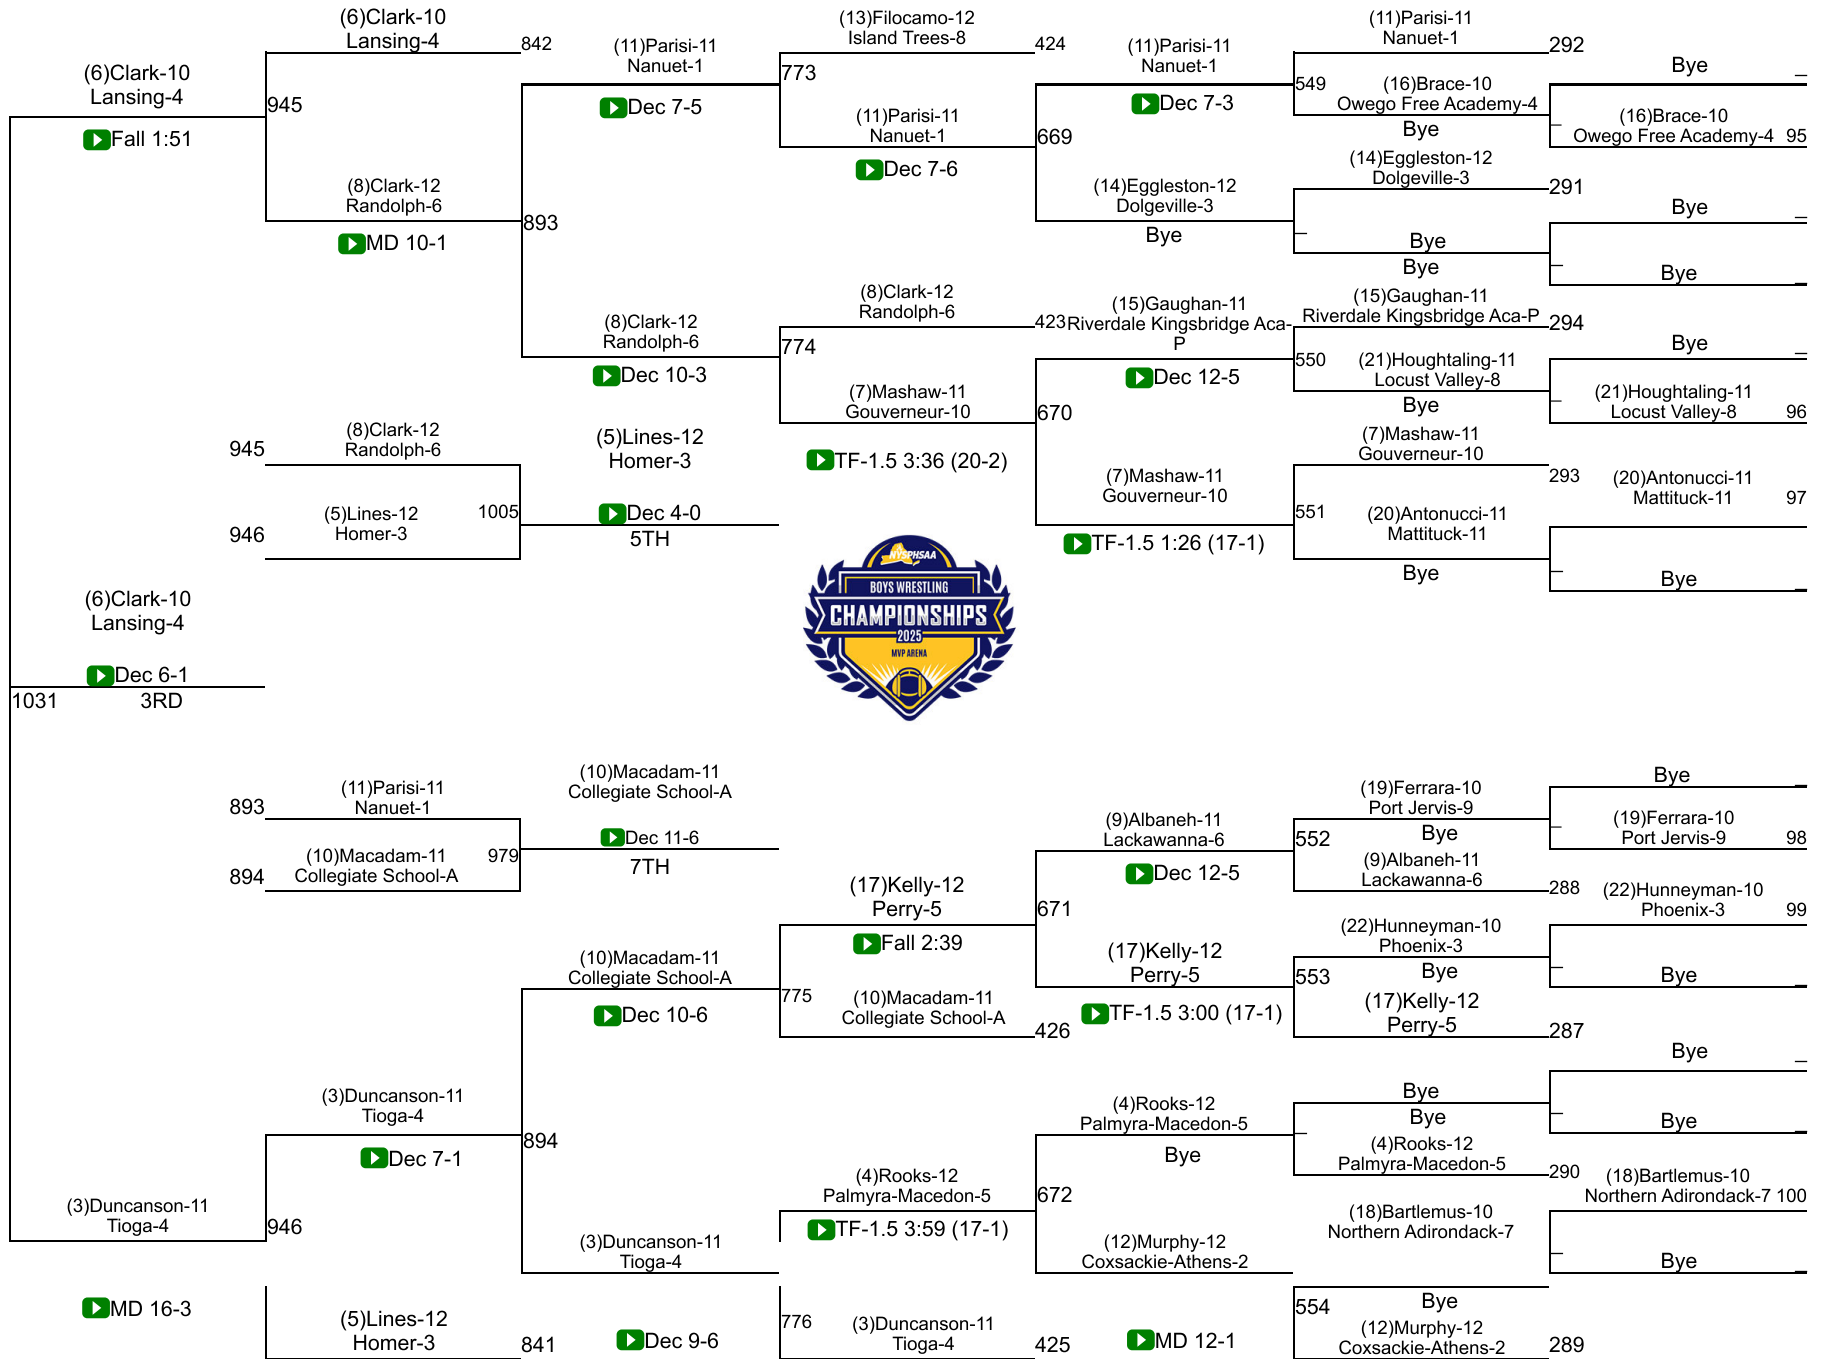 (6)Clark-10
Lansing-4
842
(13)Filocamo-12
Island Trees-8
424
(11)Parisi-11
Nanuet-1
292
(11)Parisi-11
Nanuet-1
(11)Parisi-11
Nanuet-1
Bye
(6)Clark-10
Lansing-4
945
Dec 7-5
773
Dec 7-3
549
(16)Brace-10
Owego Free Academy-4
Bye
(16)Brace-10
Owego Free Academy-4 95
Fall 1:51
(11)Parisi-11
Nanuet-1
Dec 7-6
669
(14)Eggleston-12
Dolgeville-3
291
(8)Clark-12
Randolph-6
MD 10-1
893
(14)Eggleston-12
Dolgeville-3
Bye
Bye
Bye
Bye
Bye
(8)Clark-12
Randolph-6
423
(15)Gaughan-11
Riverdale Kingsbridge Aca-
P
(15)Gaughan-11
Riverdale Kingsbridge Aca-P
294
(8)Clark-12
Randolph-6
Dec 10-3
774
Dec 12-5
550
(21)Houghtaling-11
Locust Valley-8
Bye
Bye
(7)Mashaw-11
Gouverneur-10
670
(21)Houghtaling-11
Locust Valley-8 96
945
(8)Clark-12
Randolph-6
(5)Lines-12
Homer-3
TF-1.5 3:36 (20-2)
(7)Mashaw-11
Gouverneur-10
(7)Mashaw-11
Gouverneur-10
293
(20)Antonucci-11
Mattituck-11 97
946
(5)Lines-12
Homer-3
1005
Dec 4-0
5TH
551
(20)Antonucci-11
Mattituck-11
TF-1.5 1:26 (17-1)
Bye
Bye
NYSPHSAA
BOYS WRESTLING
CHAMPIONSHIPS
2025
MVP ARENA
(6)Clark-10
Lansing-4
Dec 6-1
1031
3RD
893
(11)Parisi-11
Nanuet-1
(10)Macadam-11
Collegiate School-A
(19)Ferrara-10
Port Jervis-9
Bye
894
(10)Macadam-11
Collegiate School-A
979
Dec 11-6
7TH
(9)Albaneh-11
Lackawanna-6
552
Bye
(19)Ferrara-10
Port Jervis-9 98
Dec 12-5
(9)Albaneh-11
Lackawanna-6
288
(17)Kelly-12
Perry-5
671
(22)Hunneyman-10
Phoenix-3 99
Fall 2:39
(22)Hunneyman-10
Phoenix-3
(10)Macadam-11
Collegiate School-A
(17)Kelly-12
Perry-5
553
Bye
Bye
Dec 10-6
775
(10)Macadam-11
Collegiate School-A
426
TF-1.5 3:00 (17-1)
(17)Kelly-12
Perry-5
287
Bye
(3)Duncanson-11
Tioga-4
894
(4)Rooks-12
Palmyra-Macedon-5
Bye
Bye
Bye
Dec 7-1
Bye
(4)Rooks-12
Palmyra-Macedon-5
290
(3)Duncanson-11
Tioga-4
946
(4)Rooks-12
Palmyra-Macedon-5
672
(18)Bartlemus-10
Northern Adirondack-7 100
TF-1.5 3:59 (17-1)
(18)Bartlemus-10
Northern Adirondack-7
(3)Duncanson-11
Tioga-4
(12)Murphy-12
Coxsackie-Athens-2
Bye
MD 16-3
(5)Lines-12
Homer-3
841
Dec 9-6
776
(3)Duncanson-11
Tioga-4
425
MD 12-1
554
Bye
(12)Murphy-12
Coxsackie-Athens-2
289